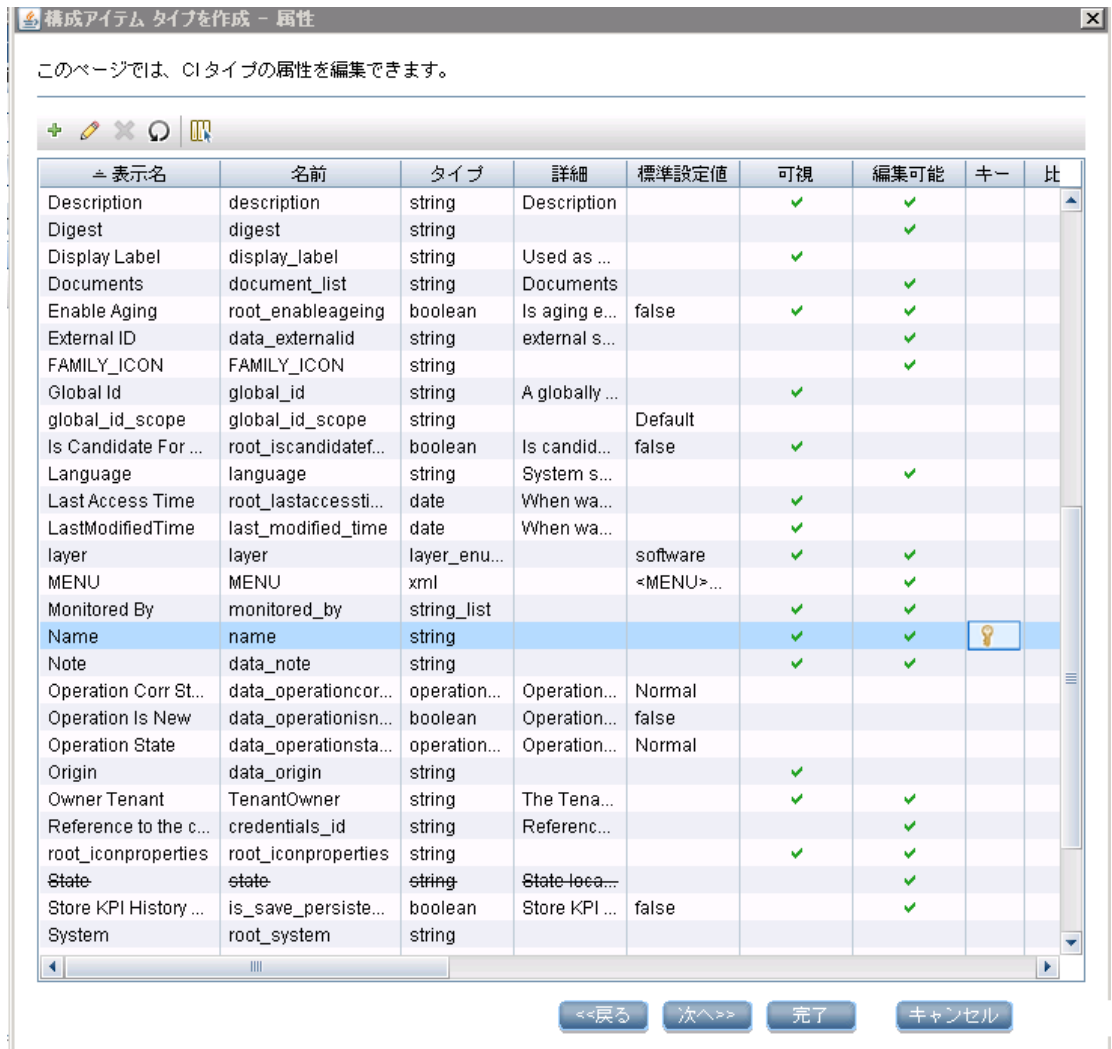 構成アイテム タイプを作成 - 属性
このページでは、CIタイプの属性を編集できます。
表示名 名前 タイプ 詳細 標準設定値 可視 編集可能 キー 比
Description description string Description
Digest digest string
Display Label display_label string Used as ...
Documents document_list string Documents
Enable Aging root_enableageing boolean Is aging e... false
External ID data_externalid string external s...
FAMILY_ICON FAMILY_ICON string
Global Id global_id string A globally ...
global_id_scope global_id_scope string Default
Is Candidate For ... root_iscandidatef... boolean Is candid... false
Language language string System s...
Last Access Time root_lastaccessti... date When wa...
LastModifiedTime last_modified_time date When wa...
layer layer layer_enu... software
MENU MENU xml <MENU>...
Monitored By monitored_by string_list
Name name string
Note data_note string
Operation Corr St... data_operationcor... operation... Operation... Normal
Operation Is New data_operationisn... boolean Operation... false
Operation State data_operationsta... operation... Operation... Normal
Origin data_origin string
Owner Tenant TenantOwner string The Tena...
Reference to the c... credentials_id string Referenc...
root_iconproperties root_iconproperties string
State state string State loca...
Store KPI History ... is_save_persiste... boolean Store KPI ... false
System root_system string
<<戻る 次へ>> 完了 キャンセル